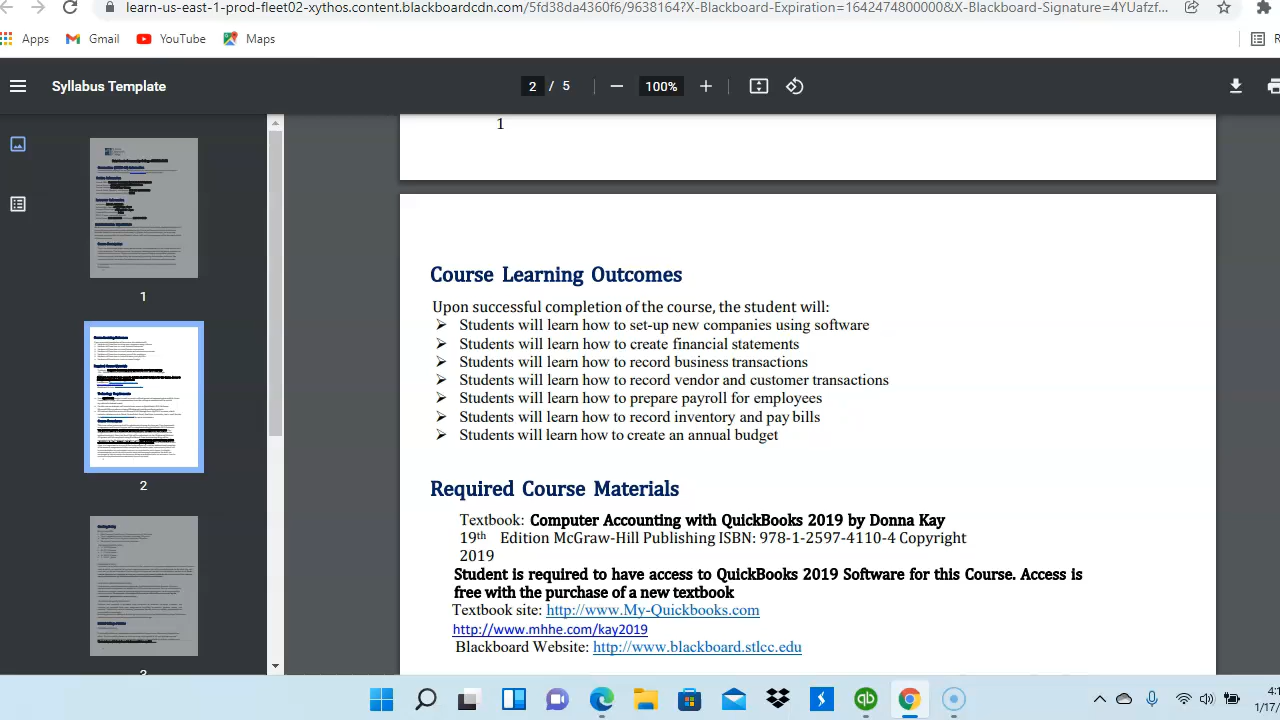 learn-us-east-1-prod-fleet02-xythos.content.blackboardcdn.com/5fd38da4360f6/9638164?X-Blackboard-Expiration=1642474800000&X-Blackboard-Signature=4YUafzf...
Apps Gmail YouTube Maps R
Syllabus Template 2 / 5 100%
1
Course Learning Outcomes
Upon successful completion of the course, the student will:
➢ Students will learn how to set-up new companies using software
➢ Students will learn how to create financial statements
➢ Students will learn how to record business transactions
➢ Students will learn how to record vendor and customer transactions
➢ Students will learn how to prepare payroll for employees
➢ Students will learn how to record inventory and pay bills
➢ Students will learn how to create an annual budget
Required Course Materials
Textbook: Computer Accounting with QuickBooks 2019 by Donna Kay
19th Edition McGraw-Hill Publishing ISBN: 978-1-2597-4110-4 Copyright
2019
Student is required to have access to QuickBooks 2019 Software for this Course. Access is
free with the purchase of a new textbook
Textbook site: http://www.My-Quickbooks.com
http://www.mhhe.com/kay2019
Blackboard Website: http://www.blackboard.stlcc.edu
1
2
3
4:1
1/17/